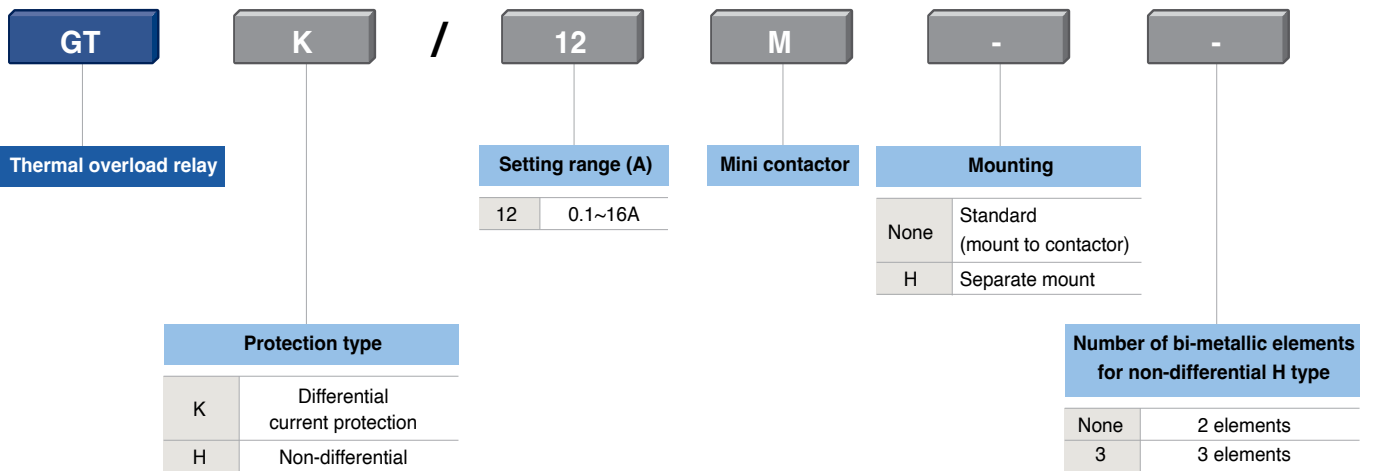 GT K / 12 M - -
Thermal overload relay
Setting range (A)
12 0.1~16A
Mini contactor
Mounting
None Standard
(mount to contactor)
H Separate mount
Protection type
K Differential
current protection
H Non-differential
Number of bi-metallic elements
for non-differential H type
None 2 elements
3 3 elements